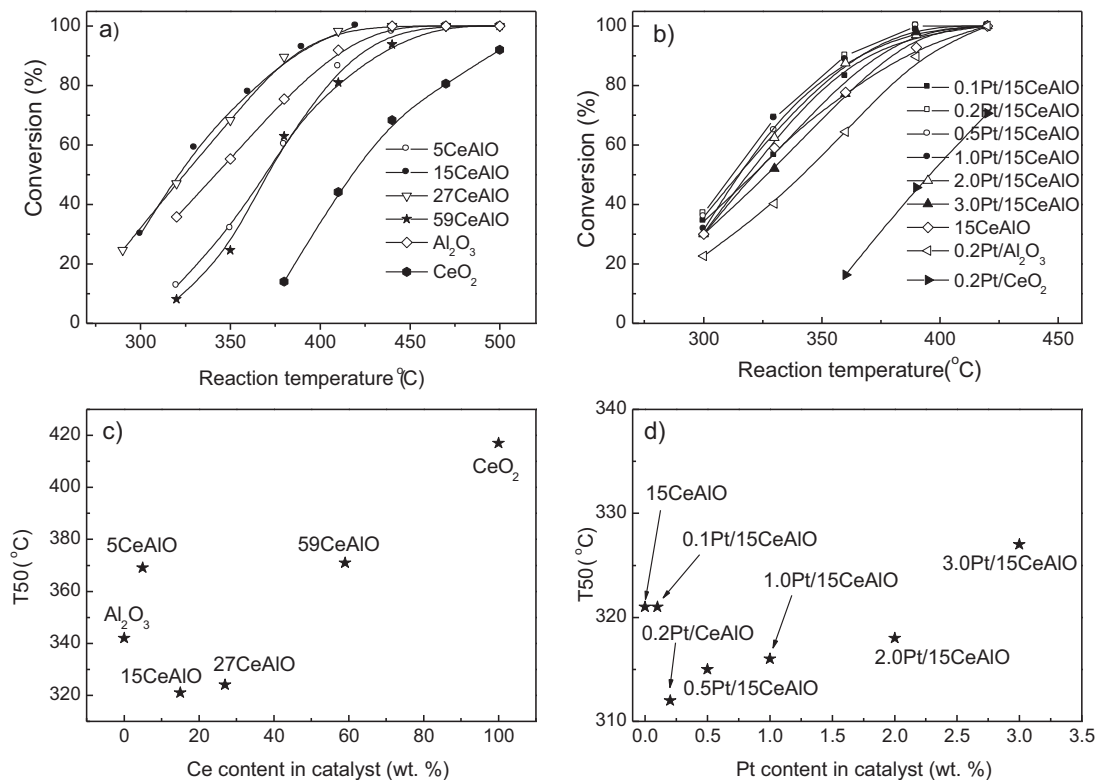 a)
100
80
60
40
20
0
Conversion (%)
5CeAlO
15CeAlO
27CeAlO
59CeAlO
Al2O3
CeO2
300
350
400
450
500
Reaction temperature (°C)
b)
100
80
60
40
20
0
Conversion (%)
0.1Pt/15CeAlO
0.2Pt/15CeAlO
0.5Pt/15CeAlO
1.0Pt/15CeAlO
2.0Pt/15CeAlO
3.0Pt/15CeAlO
15CeAlO
0.2Pt/Al2O3
0.2Pt/CeO2
300
350
400
450
Reaction temperature(°C)
c)
420
400
380
360
340
320
T50 (°C)
CeO2
5CeAlO
59CeAlO
Al2O3
15CeAlO
27CeAlO
0
20
40
60
80
100
Ce content in catalyst (wt. %)
d)
340
330
320
310
T50 (°C)
15CeAlO
0.1Pt/15CeAlO
3.0Pt/15CeAlO
1.0Pt/15CeAlO
0.2Pt/CeAlO
2.0Pt/15CeAlO
0.5Pt/15CeAlO
0.0
0.5
1.0
1.5
2.0
2.5
3.0
3.5
Pt content in catalyst (wt. %)